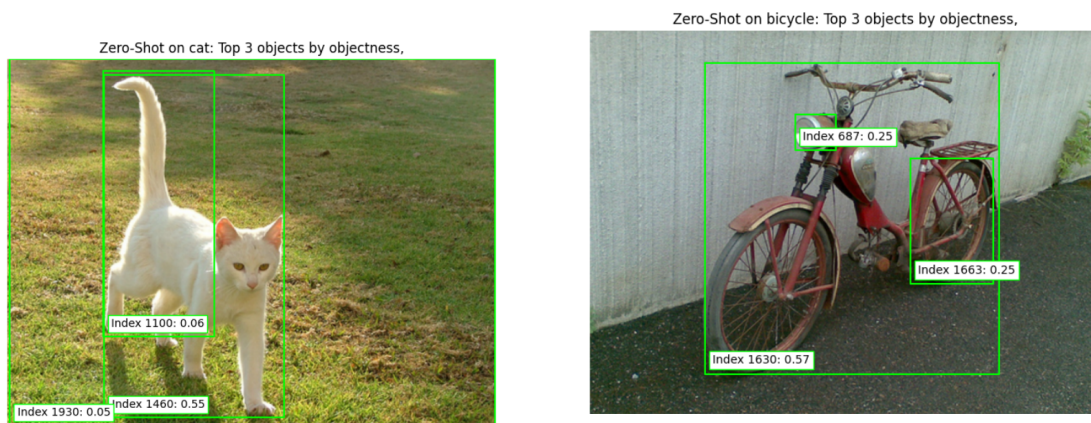 Zero-Shot on cat: Top 3 objects by objectness,
Index 1100: 0.06
Index 1460: 0.55
Index 1930: 0.05
Zero-Shot on bicycle: Top 3 objects by objectness,
Index 687: 0.25
Index 1663: 0.25
Index 1630: 0.57